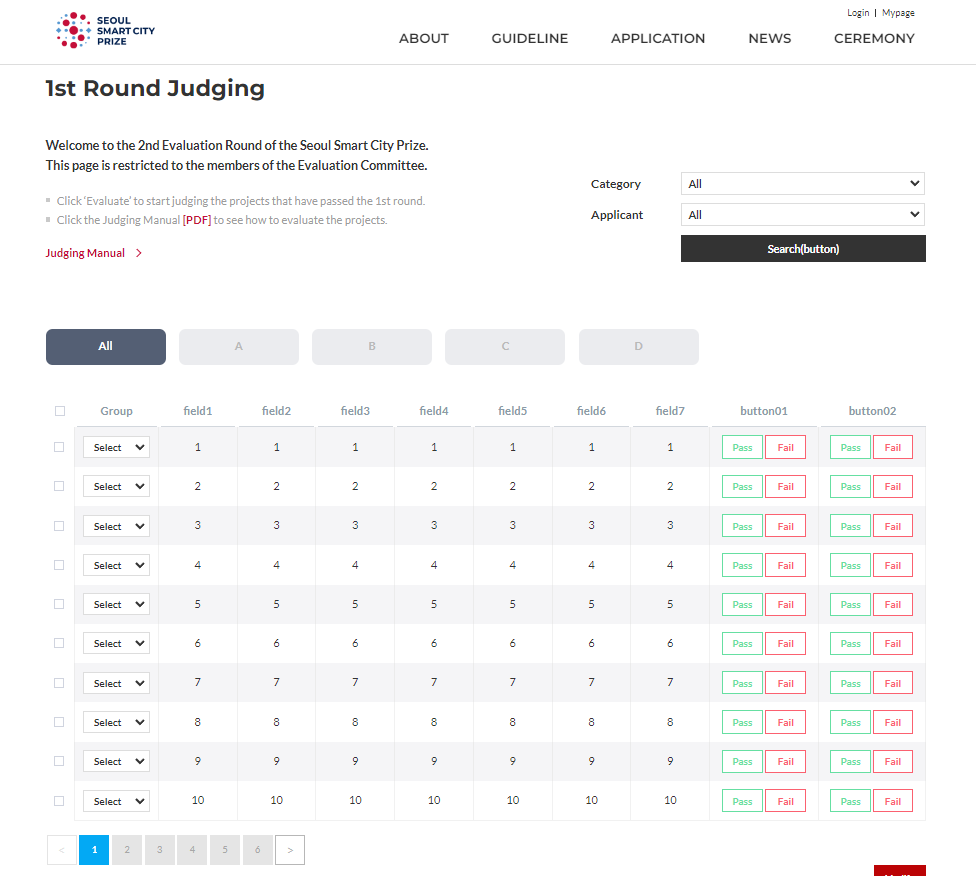 Login | Mypage
SEOUL
SMART CITY
PRIZE
ABOUT GUIDELINE APPLICATION NEWS CEREMONY
1st Round Judging
Welcome to the 2nd Evaluation Round of the Seoul Smart City Prize.
This page is restricted to the members of the Evaluation Committee.
Click ‘Evaluate’ to start judging the projects that have passed the 1st round.
Click the Judging Manual [PDF] to see how to evaluate the projects.
Judging Manual >
Category All
Applicant All
Search(button)
All A B C D
Group field1 field2 field3 field4 field5 field6 field7 button01 button02
Select 1 1 1 1 1 1 1 Pass Fail Pass Fail
Select 2 2 2 2 2 2 2 Pass Fail Pass Fail
Select 3 3 3 3 3 3 3 Pass Fail Pass Fail
Select 4 4 4 4 4 4 4 Pass Fail Pass Fail
Select 5 5 5 5 5 5 5 Pass Fail Pass Fail
Select 6 6 6 6 6 6 6 Pass Fail Pass Fail
Select 7 7 7 7 7 7 7 Pass Fail Pass Fail
Select 8 8 8 8 8 8 8 Pass Fail Pass Fail
Select 9 9 9 9 9 9 9 Pass Fail Pass Fail
Select 10 10 10 10 10 10 10 Pass Fail Pass Fail
< 1 2 3 4 5 6 >